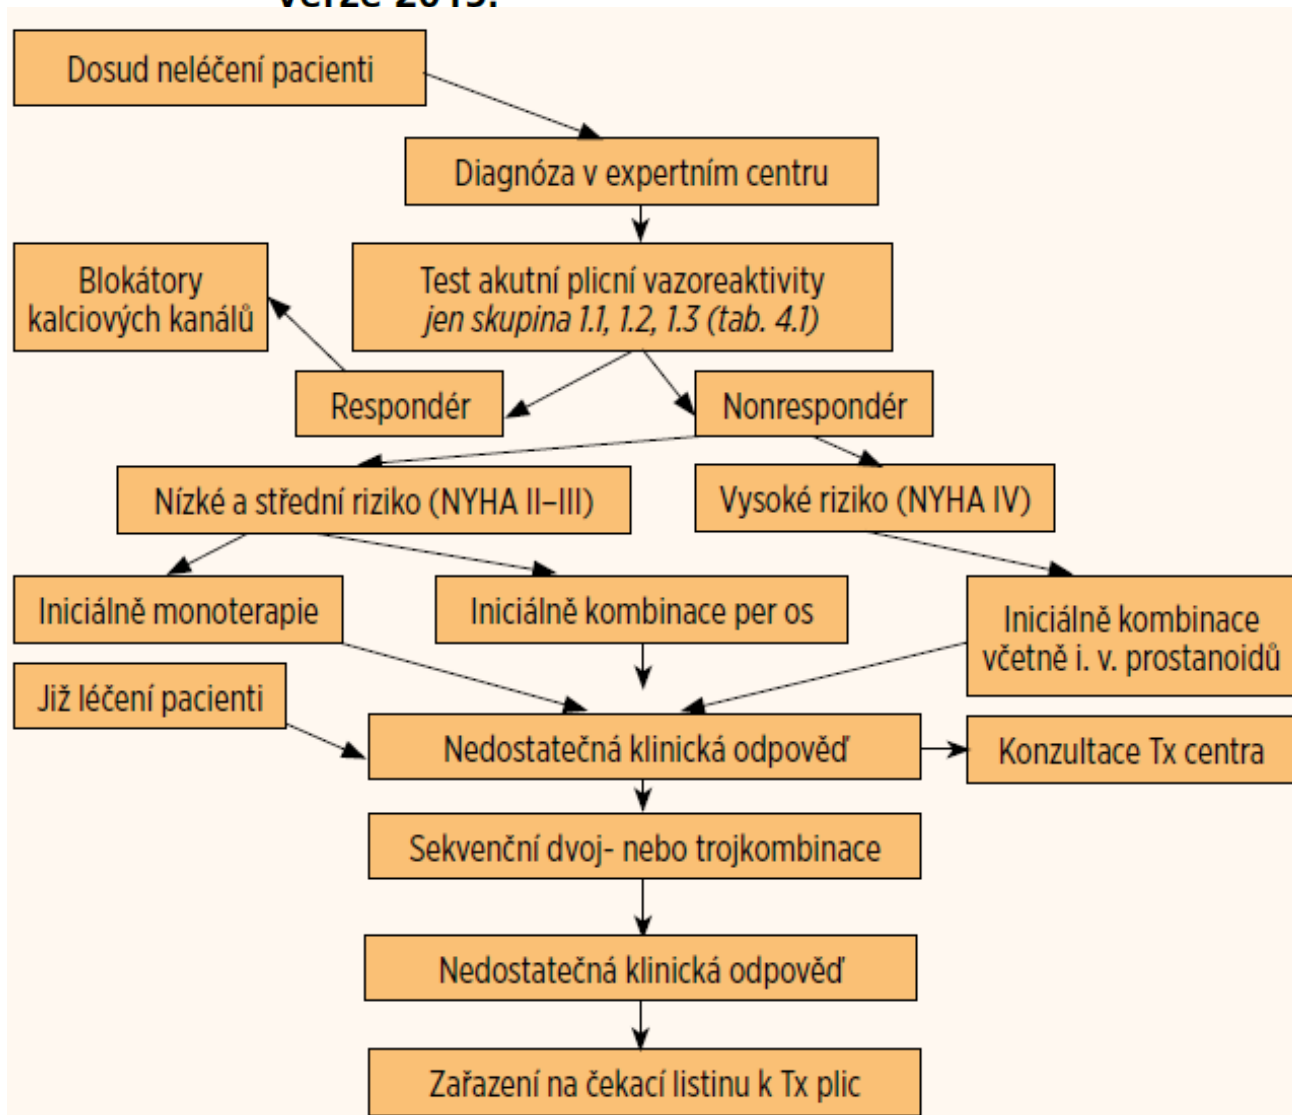 verze 2015.
Dosud neléčení pacienti
Diagnóza v expertním centru
Blokátory
kalciových kanálů
Test akutní plicní vazoreaktivity
jen skupina 1.1, 1.2, 1.3 (tab. 4.1)
Respondér
Nonrespondér
Nízké a střední riziko (NYHA II–III)
Vysoké riziko (NYHA IV)
Iniciálně monoterapie
Iniciálně kombinace per os
Iniciálně kombinace
včetně i. v. prostanoidů
Již léčení pacienti
Nedostatečná klinická odpověď
Konzultace Tx centra
Sekvenční dvoj- nebo trojkombinace
Nedostatečná klinická odpověď
Zařazení na čekací listinu k Tx plic